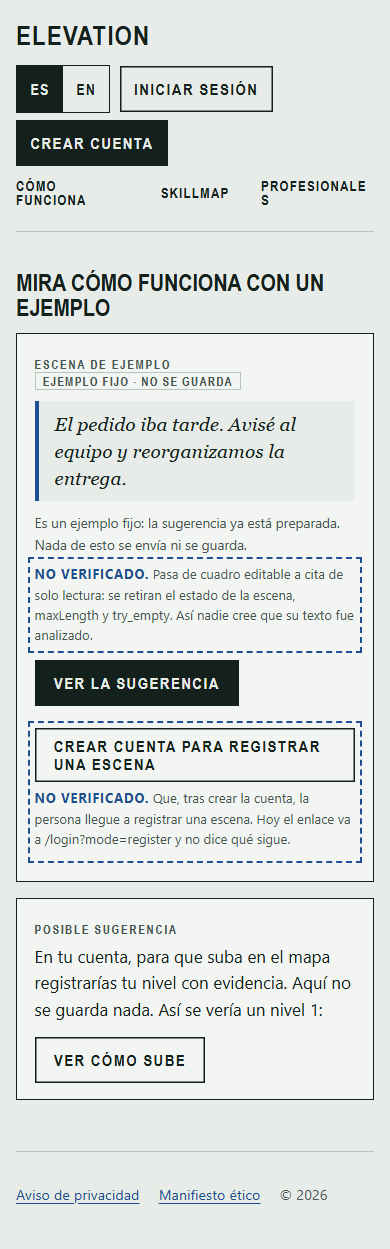 ELEVATION
ES EN INICIAR SESIÓN
CREAR CUENTA
CÓMO FUNCIONA SKILLMAP PROFESIONALES
MIRA CÓMO FUNCIONA CON UN
EJEMPLO
ESCENA DE EJEMPLO
EJEMPLO FIJO · NO SE GUARDA
El pedido iba tarde. Avisé al
equipo y reorganizamos la
entrega.
Es un ejemplo fijo: la sugerencia ya está preparada.
Nada de esto se envía ni se guarda.
NO VERIFICADO. Pasa de cuadro editable a cita de
solo lectura: se retiran el estado de la escena,
maxLength y try_empty. Así nadie cree que su texto fue
analizado.
VER LA SUGERENCIA
CREAR CUENTA PARA REGISTRAR
UNA ESCENA
NO VERIFICADO. Que, tras crear la cuenta, la
persona llegue a registrar una escena. Hoy el enlace va
a /login?mode=register y no dice qué sigue.
POSIBLE SUGERENCIA
En tu cuenta, para que suba en el mapa
registrarías tu nivel con evidencia. Aquí no
se guarda nada. Así se vería un nivel 1:
VER CÓMO SUBE
Aviso de privacidad Manifiesto ético © 2026